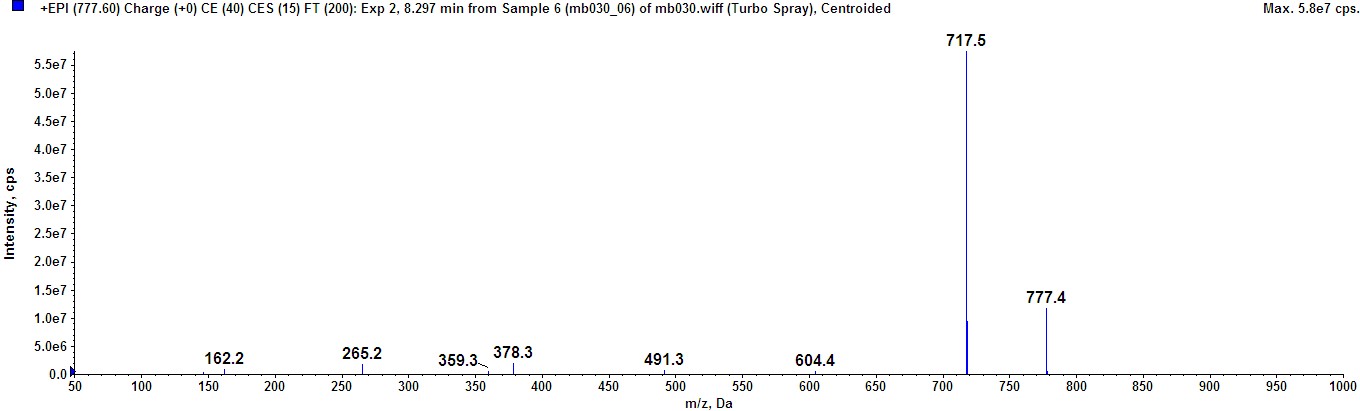 +EPI (777.60) Charge (+0) CE (40) CES (15) FT (200): Exp 2, 8.297 min from Sample 6 (mb030_06) of mb030.wiff (Turbo Spray), Centroided
Max. 5.8e7 cps.
717.5
5.5e7
5.0e7
4.5e7
4.0e7
3.5e7
3.0e7
2.5e7
2.0e7
1.5e7
1.0e7
5.0e6
0.0
Intensity, cps
777.4
162.2
265.2
359.3
378.3
491.3
604.4
50 100 150 200 250 300 350 400 450 500 550 600 650 700 750 800 850 900 950 1000
m/z, Da